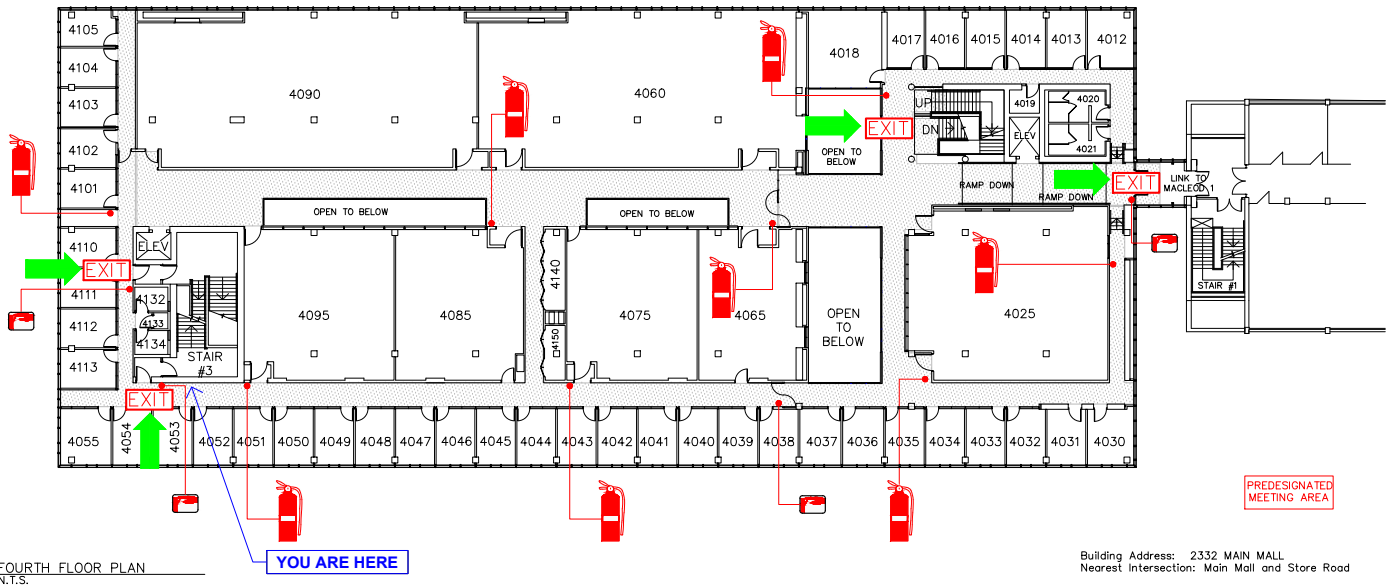 4105
4104
4103
4102
4101
4110
4111
4112
4113
4090
4060
4018
4017
4016
4015
4014
4013
4012
UP
DN
4019
ELEV
4020
4021
EXIT
OPEN TO
BELOW
RAMP DOWN
RAMP DOWN
EXIT
LINK TO
MACLEOD 1
STAIR #1
OPEN TO BELOW
OPEN TO BELOW
ELEV
EXIT
4132
4133
4134
STAIR
#3
4095
4085
4140
4150
4075
4065
OPEN
TO
BELOW
4025
EXIT
4055
4054
4053
4052
4051
4050
4049
4048
4047
4046
4045
4044
4043
4042
4041
4040
4039
4038
4037
4036
4035
4034
4033
4032
4031
4030
PREDESIGNATED
MEETING AREA
YOU ARE HERE
FOURTH FLOOR PLAN
N.T.S.
Building Address: 2332 MAIN MALL
Nearest Intersection: Main Mall and Store Road